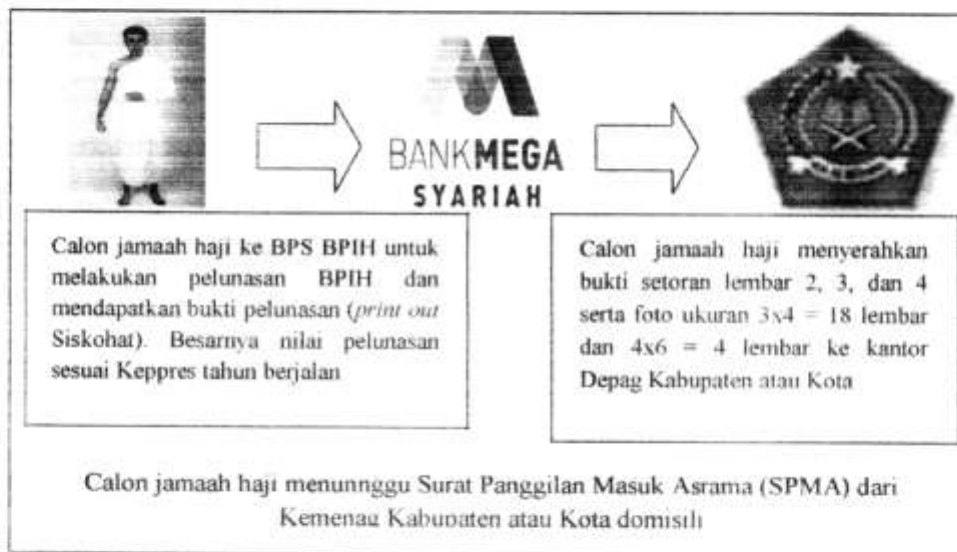 BANKMEGA
SYARIAH
Calon jamaah haji ke BPS BPIH untuk
melakukan pelunasan BPIH dan
mendapatkan bukti pelunasan (print out
Siskohat). Besarnya nilai pelunasan
sesuai Keppres tahun berjalan
Calon jamaah haji menyerahkan
bukti setoran lembar 2, 3, dan 4
serta foto ukuran 3x4 = 18 lembar
dan 4x6 = 4 lembar ke kantor
Depag Kabupaten atau Kota
Calon jamaah haji menunnggu Surat Panggilan Masuk Asrama (SPMA) dari
Kemenag Kabupaten atau Kota domisili